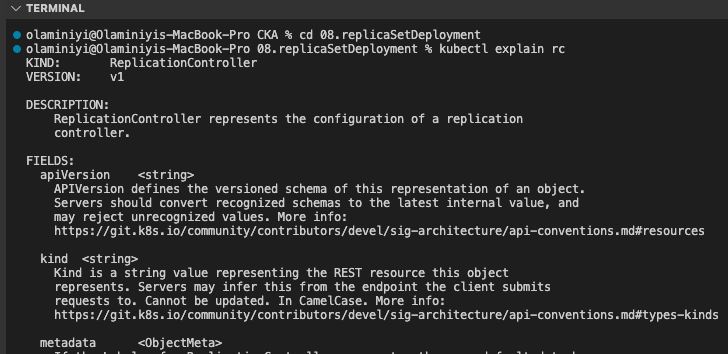 TERMINAL
olaminiyi@Olaminiyis-MacBook-Pro CKA % cd 08.replicaSetDeployment
olaminiyi@Olaminiyis-MacBook-Pro 08.replicaSetDeployment % kubectl explain rc
KIND:       ReplicationController
VERSION:    v1
DESCRIPTION:
ReplicationController represents the configuration of a replication
controller.
FIELDS:
apiVersion    <string>
APIVersion defines the versioned schema of this representation of an object.
Servers should convert recognized schemas to the latest internal value, and
may reject unrecognized values. More info:
https://git.k8s.io/community/contributors/devel/sig-architecture/api-conventions.md#resources
kind  <string>
Kind is a string value representing the REST resource this object
represents. Servers may infer this from the endpoint the client submits
requests to. Cannot be updated. In CamelCase. More info:
https://git.k8s.io/community/contributors/devel/sig-architecture/api-conventions.md#types-kinds
metadata      <ObjectMeta>